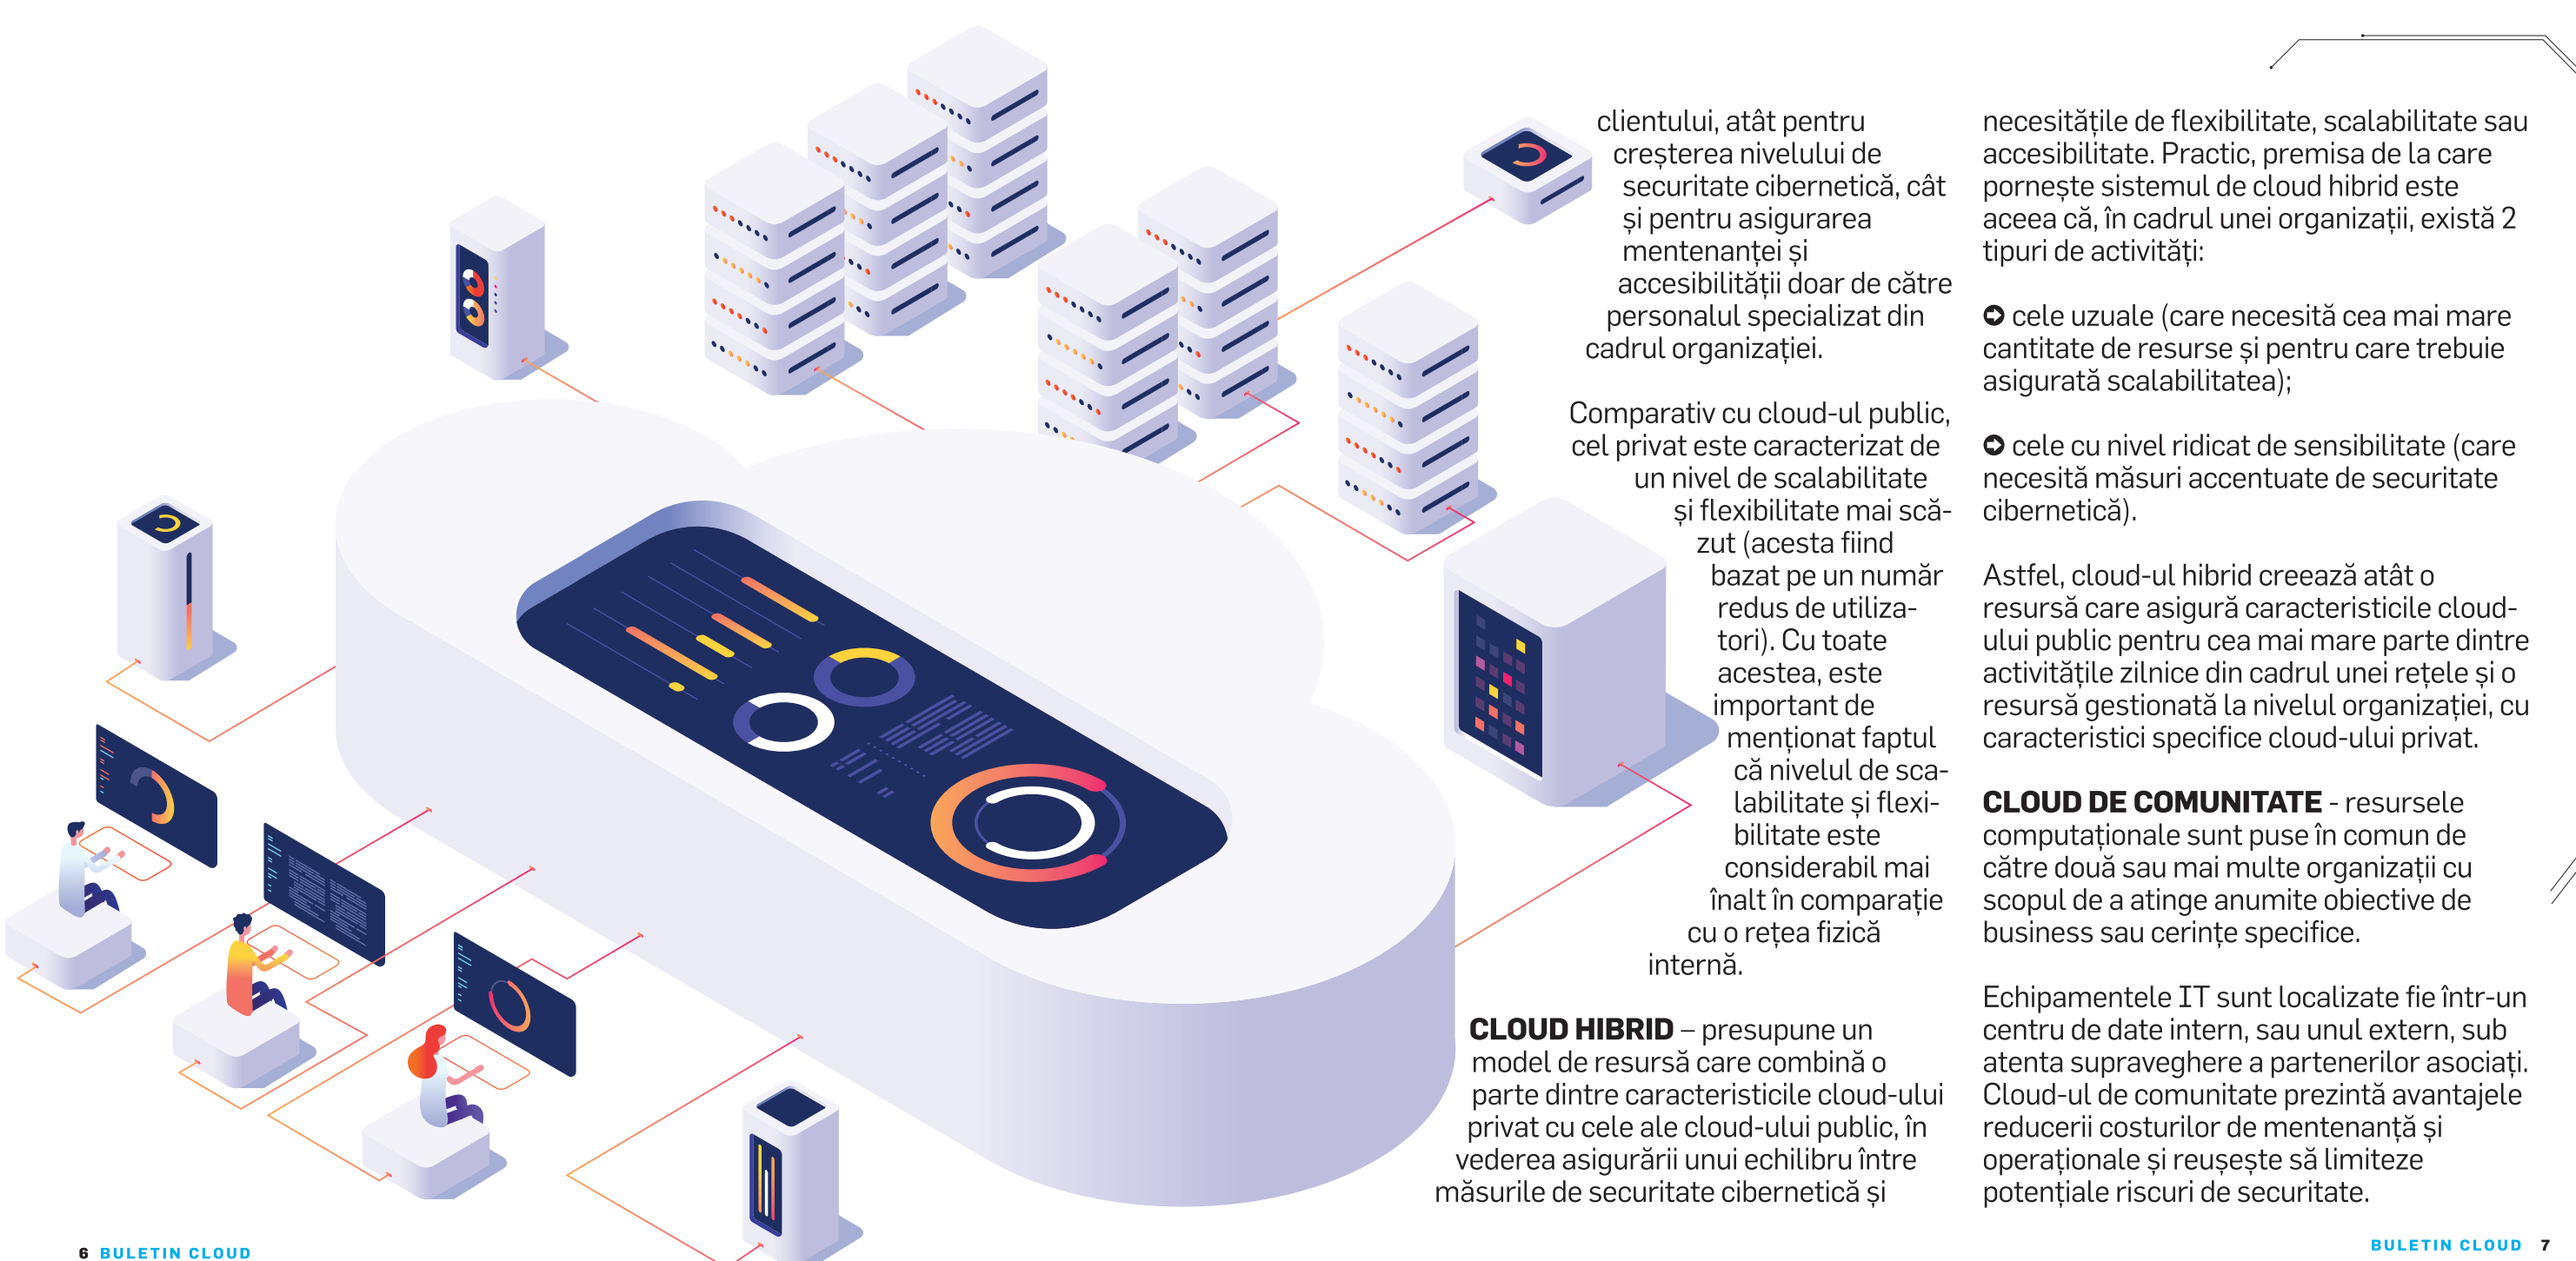 clientului, atât pentru
creșterea nivelului de
securitate cibernetică, cât
și pentru asigurarea
mentenanței și
accesibilității doar de către
personalul specializat din
cadrul organizației.
Comparativ cu cloud-ul public,
cel privat este caracterizat de
un nivel de scalabilitate
și flexibilitate mai scă-
zut (acesta fiind
bazat pe un număr
redus de utiliza-
tori). Cu toate
acestea, este
important de
menționat faptul
că nivelul de sca-
labilitate și flexi-
bilitate este
considerabil mai
înalt în comparație
cu o rețea fizică
internă.
CLOUD HIBRID – presupune un
model de resursă care combină o
parte dintre caracteristicile cloud-ului
privat cu cele ale cloud-ului public, în
vederea asigurării unui echilibru între
măsurile de securitate cibernetică și
necesitățile de flexibilitate, scalabilitate sau
accesibilitate. Practic, premisa de la care
pornește sistemul de cloud hibrid este
aceea că, în cadrul unei organizații, există 2
tipuri de activități:
➲ cele uzuale (care necesită cea mai mare
cantitate de resurse și pentru care trebuie
asigurată scalabilitatea);
➲ cele cu nivel ridicat de sensibilitate (care
necesită măsuri accentuate de securitate
cibernetică).
Astfel, cloud-ul hibrid creează atât o
resursă care asigură caracteristicile cloud-
ului public pentru cea mai mare parte dintre
activitățile zilnice din cadrul unei rețele și o
resursă gestionată la nivelul organizației, cu
caracteristici specifice cloud-ului privat.
CLOUD DE COMUNITATE - resursele
computaționale sunt puse în comun de
către două sau mai multe organizații cu
scopul de a atinge anumite obiective de
business sau cerințe specifice.
Echipamentele IT sunt localizate fie într-un
centru de date intern, sau unul extern, sub
atenta supraveghere a partenerilor asociați.
Cloud-ul de comunitate prezintă avantajele
reducerii costurilor de mentenanță și
operaționale și reușește să limiteze
potențiale riscuri de securitate.
6 BULETIN CLOUD
BULETIN CLOUD 7